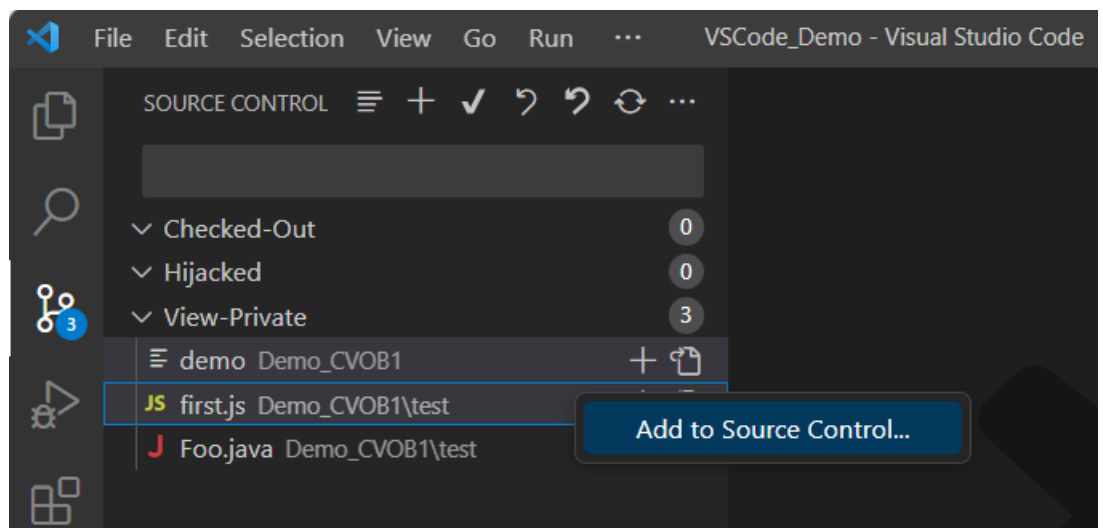 File Edit Selection View Go Run ... VSCode_Demo - Visual Studio Code
SOURCE CONTROL
Checked-Out 0
Hijacked 0
3 View-Private 3
demo Demo_CVOB1
JS first.js Demo_CVOB1\test
Add to Source Control...
J Foo.java Demo_CVOB1\test